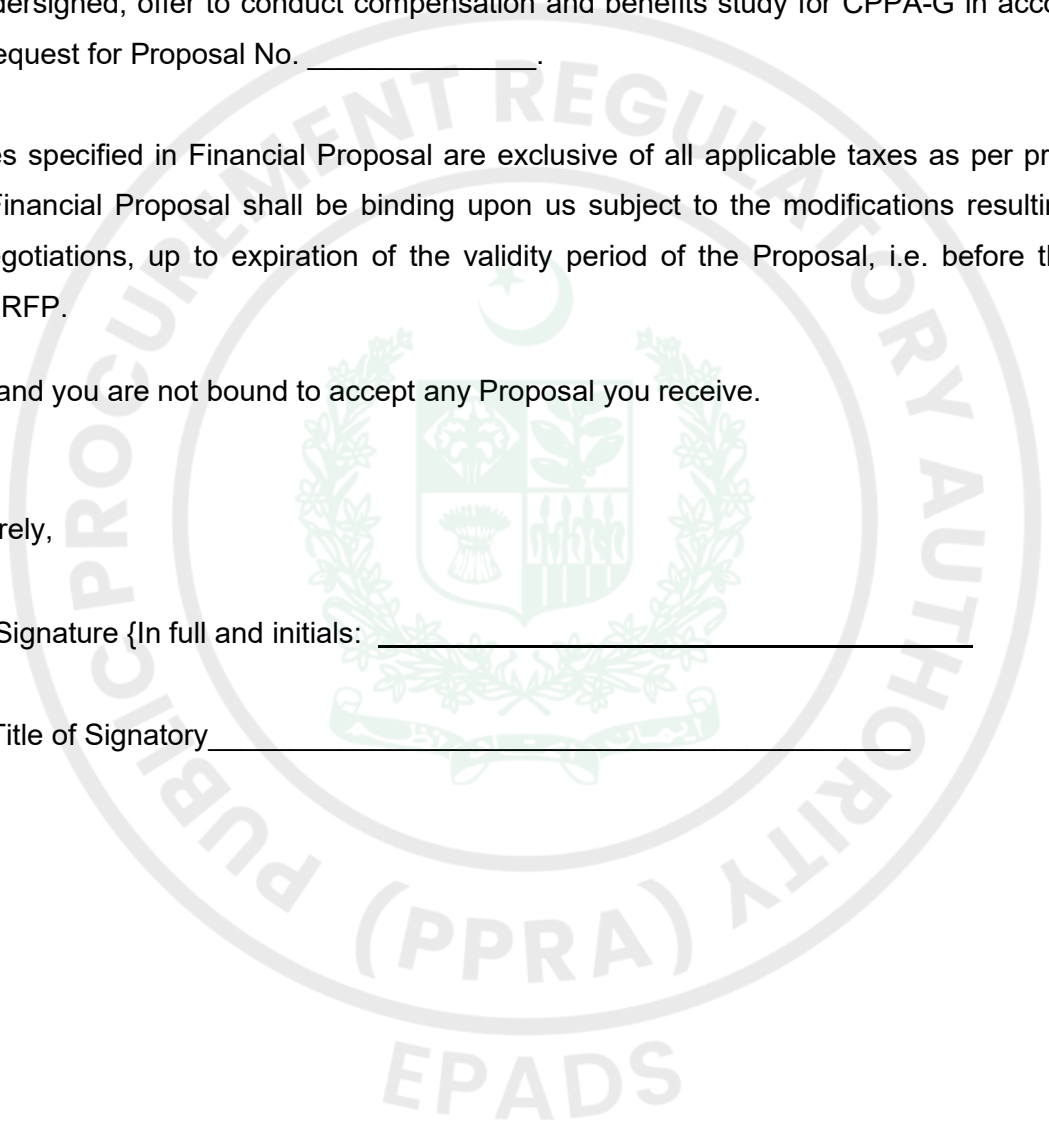 dersigned, offer to conduct compensation and benefits study for CPPA-G in acco
equest for Proposal No. ______________.
es specified in Financial Proposal are exclusive of all applicable taxes as per pr
Financial Proposal shall be binding upon us subject to the modifications resulti
gotiations, up to expiration of the validity period of the Proposal, i.e. before t
RFP.
and you are not bound to accept any Proposal you receive.
rely,
Signature {In full and initials: ____________________________________
Title of Signatory___________________________________________
PUBLIC PROCUREMENT REGULATORY AUTHORITY
(PPRA)
EPADS